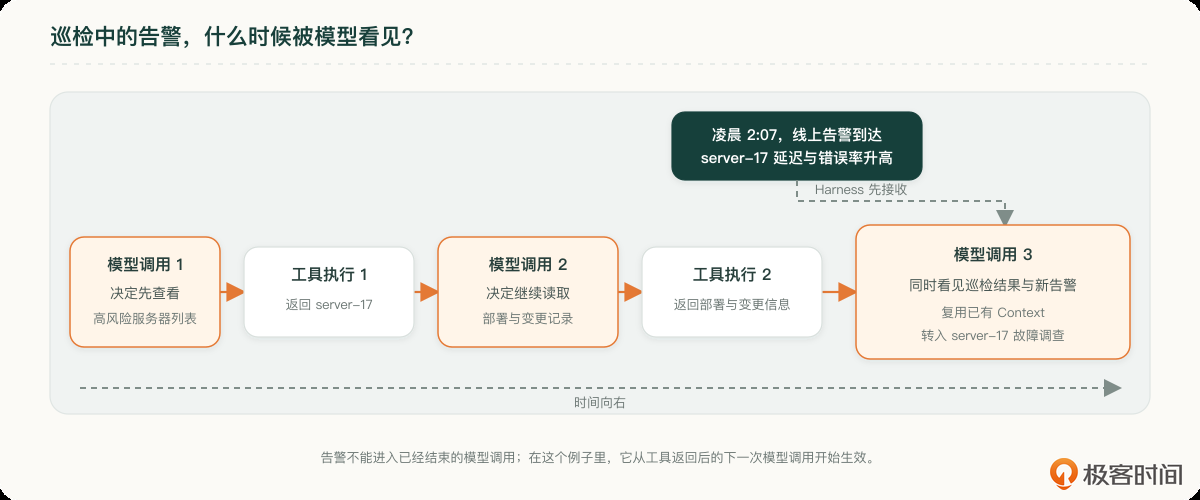 巡检中的告警，什么时候被模型看见？
凌晨 2:07，线上告警到达
server-17 延迟与错误率升高
Harness 先接收
模型调用 1
决定先查看
高风险服务器列表
工具执行 1
返回 server-17
模型调用 2
决定继续读取
部署与变更记录
工具执行 2
返回部署与变更信息
模型调用 3
同时看见巡检结果与新告警
复用已有 Context
转入 server-17 故障调查
时间向右
告警不能进入已经结束的模型调用；在这个例子里，它从工具返回后的下一次模型调用开始生效。
极客时间